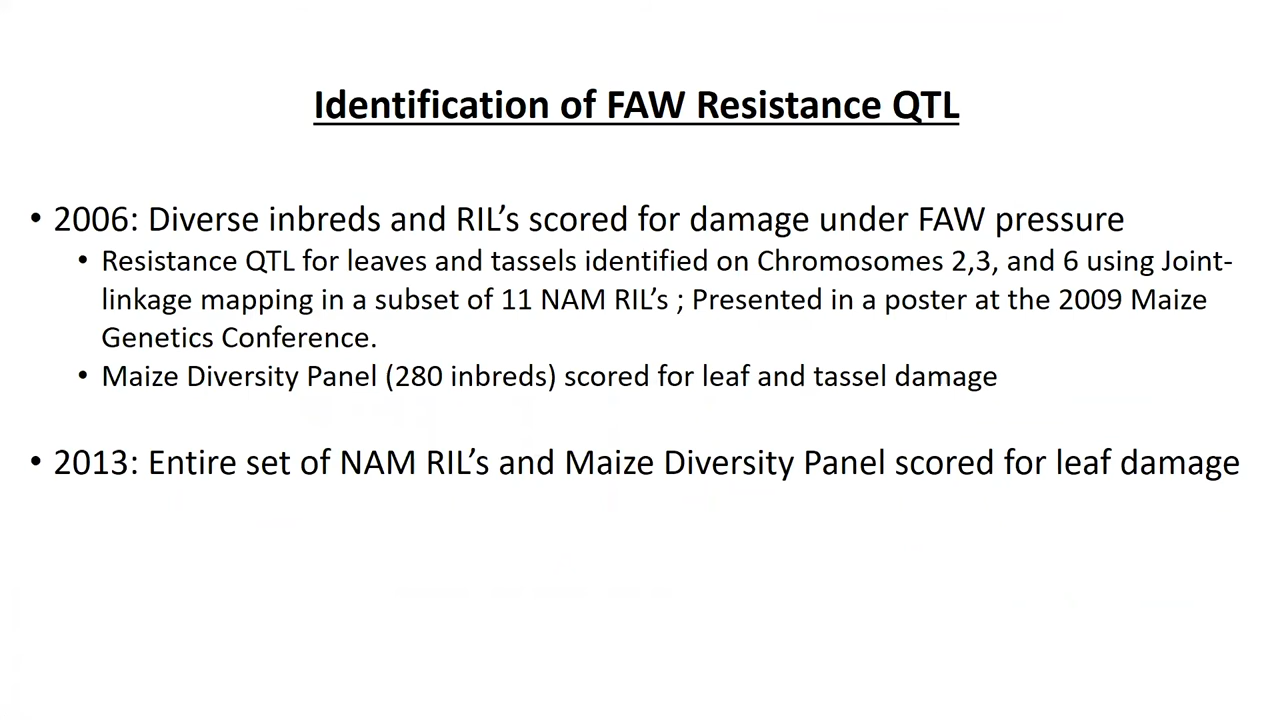 Identification of FAW Resistance QTL
• 2006: Diverse inbreds and RIL’s scored for damage under FAW pressure
• Resistance QTL for leaves and tassels identified on Chromosomes 2,3, and 6 using Joint-
linkage mapping in a subset of 11 NAM RIL’s ; Presented in a poster at the 2009 Maize
Genetics Conference.
• Maize Diversity Panel (280 inbreds) scored for leaf and tassel damage
• 2013: Entire set of NAM RIL’s and Maize Diversity Panel scored for leaf damage